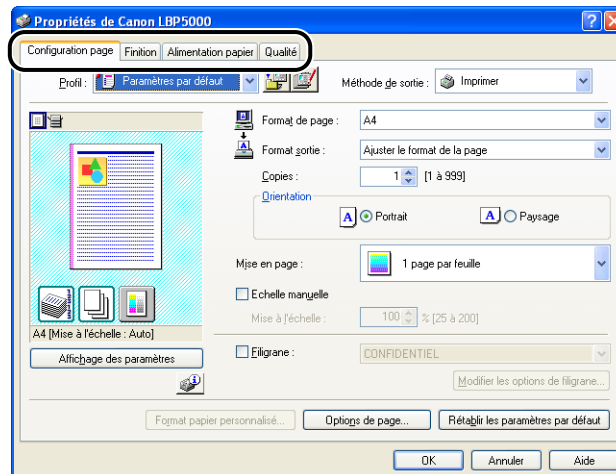 Propriétés de Canon LBP5000
Configuration page Finition Alimentation papier Qualité
Profil : Paramètres par défaut Méthode de sortie : Imprimer
Format de page : A4
Format sortie : Ajuster le format de la page
Copies : 1 [1 à 999]
Orientation
A Portrait A Paysage
Mise en page : 1 page par feuille
Echelle manuelle
Mise à l'échelle : 100 % [25 à 200]
A4 [Mise à l'échelle : Auto]
Affichage des paramètres
Filigrane : CONFIDENTIEL
Modifier les options de filigrane...
Format papier personnalisé... Options de page... Rétablir les paramètres par défaut
OK Annuler Aide